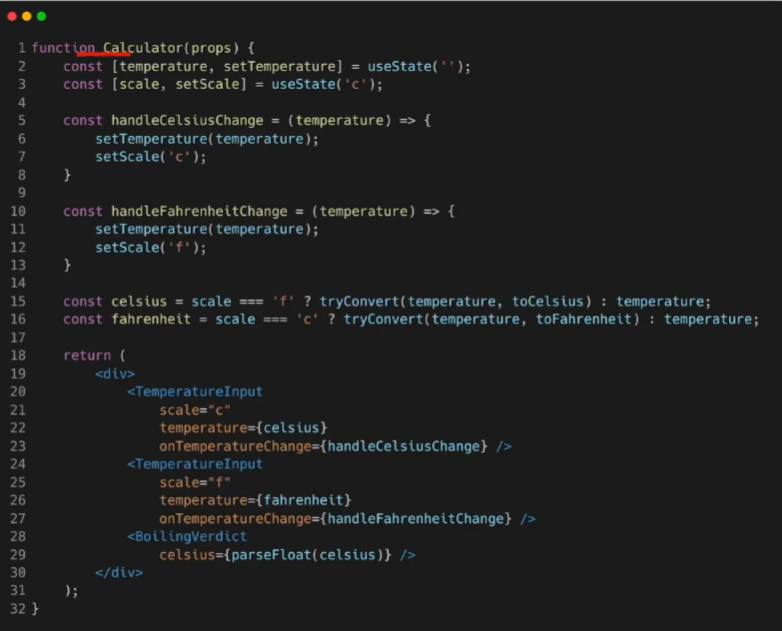 1 function Calculator(props) {
2     const [temperature, setTemperature] = useState('');
3     const [scale, setScale] = useState('c');
4
5     const handleCelsiusChange = (temperature) => {
6         setTemperature(temperature);
7         setScale('c');
8     }
9
10     const handleFahrenheitChange = (temperature) => {
11         setTemperature(temperature);
12         setScale('f');
13     }
14
15     const celsius = scale === 'f' ? tryConvert(temperature, toCelsius) : temperature;
16     const fahrenheit = scale === 'c' ? tryConvert(temperature, toFahrenheit) : temperature;
17
18     return (
19         <div>
20             <TemperatureInput
21                 scale="c"
22                 temperature={celsius}
23                 onTemperatureChange={handleCelsiusChange} />
24             <TemperatureInput
25                 scale="f"
26                 temperature={fahrenheit}
27                 onTemperatureChange={handleFahrenheitChange} />
28             <BoilingVerdict
29                 celsius={parseFloat(celsius)} />
30         </div>
31     );
32 }